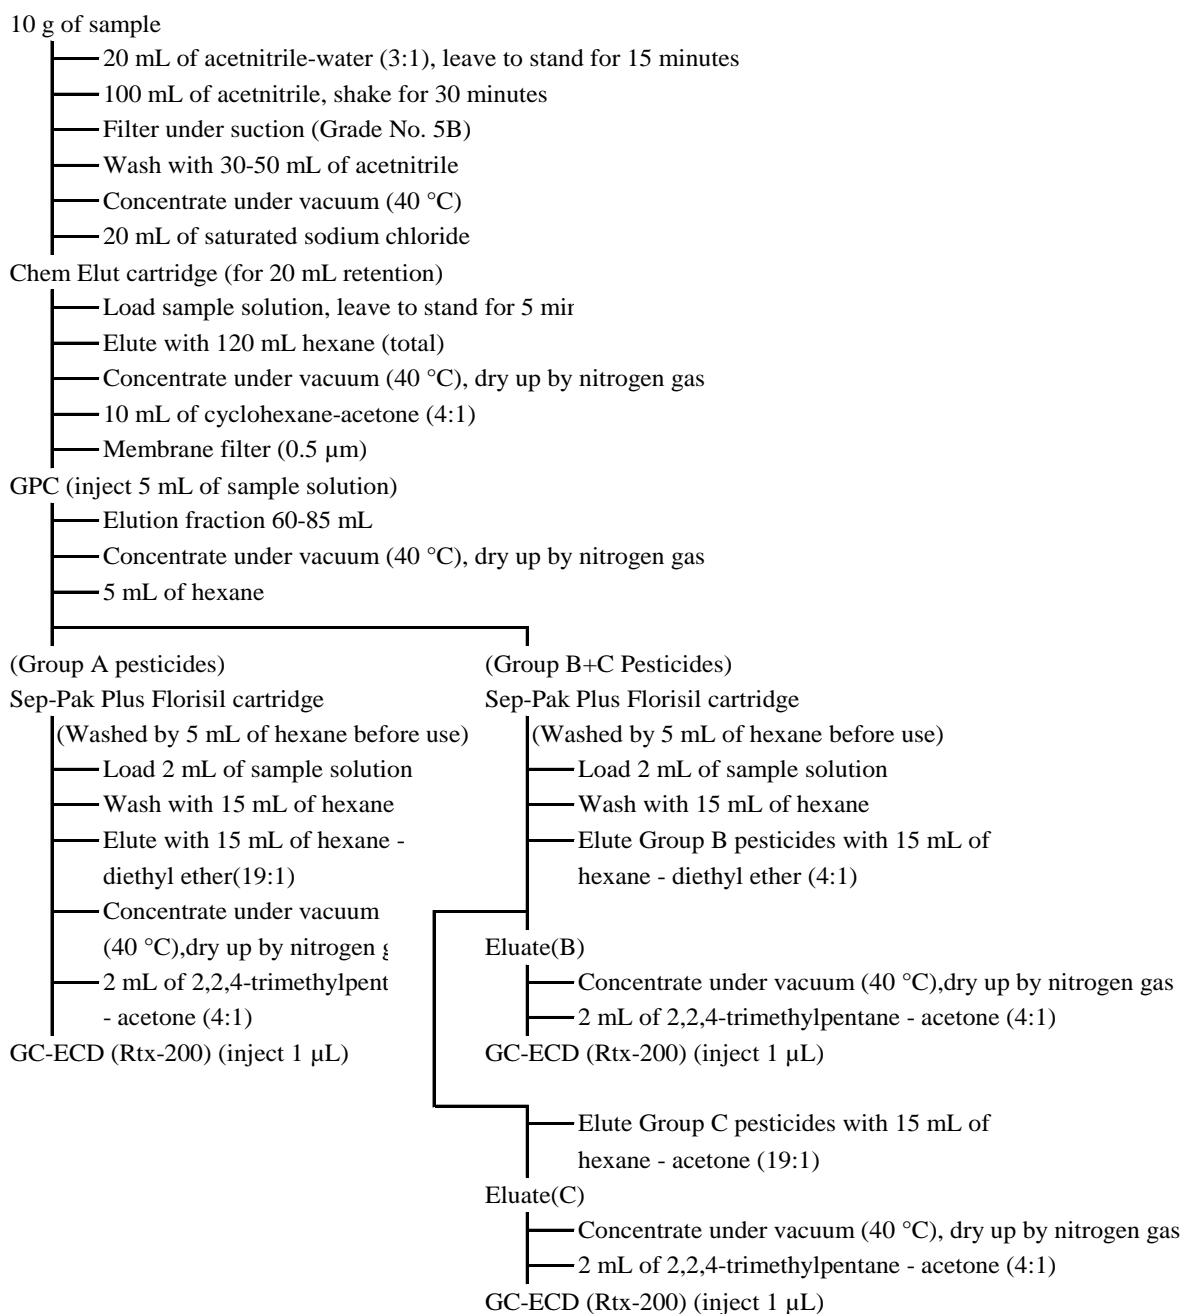 10 g of sample
20 mL of acetnitrile-water (3:1), leave to stand for 15 minutes
100 mL of acetnitrile, shake for 30 minutes
Filter under suction (Grade No. 5B)
Wash with 30-50 mL of acetnitrile
Concentrate under vacuum (40 °C)
20 mL of saturated sodium chloride
Chem Elut cartridge (for 20 mL retention)
Load sample solution, leave to stand for 5 min
Elute with 120 mL hexane (total)
Concentrate under vacuum (40 °C), dry up by nitrogen gas
10 mL of cyclohexane-acetone (4:1)
Membrane filter (0.5 µm)
GPC (inject 5 mL of sample solution)
Elution fraction 60-85 mL
Concentrate under vacuum (40 °C), dry up by nitrogen gas
5 mL of hexane
(Group A pesticides)
Sep-Pak Plus Florisil cartridge
(Washed by 5 mL of hexane before use)
Load 2 mL of sample solution
Wash with 15 mL of hexane
Elute with 15 mL of hexane -
diethyl ether(19:1)
Concentrate under vacuum
(40 °C),dry up by nitrogen
2 mL of 2,2,4-trimethylpent
- acetone (4:1)
GC-ECD (Rtx-200) (inject 1 µL)
(Group B+C Pesticides)
Sep-Pak Plus Florisil cartridge
(Washed by 5 mL of hexane before use)
Load 2 mL of sample solution
Wash with 15 mL of hexane
Elute Group B pesticides with 15 mL of
hexane - diethyl ether (4:1)
Eluate(B)
Concentrate under vacuum (40 °C),dry up by nitrogen gas
2 mL of 2,2,4-trimethylpentane - acetone (4:1)
GC-ECD (Rtx-200) (inject 1 µL)
Elute Group C pesticides with 15 mL of
hexane - acetone (19:1)
Eluate(C)
Concentrate under vacuum (40 °C), dry up by nitrogen gas
2 mL of 2,2,4-trimethylpentane - acetone (4:1)
GC-ECD (Rtx-200) (inject 1 µL)